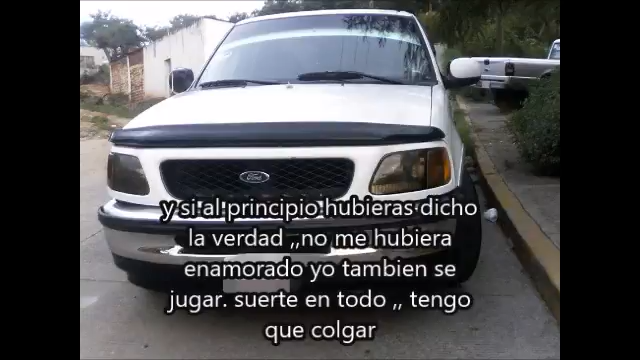 Ford
y si al principio hubieras dicho
la verdad ,,no me hubiera
enamorado yo tambien se
jugar. suerte en todo ,, tengo
que colgar